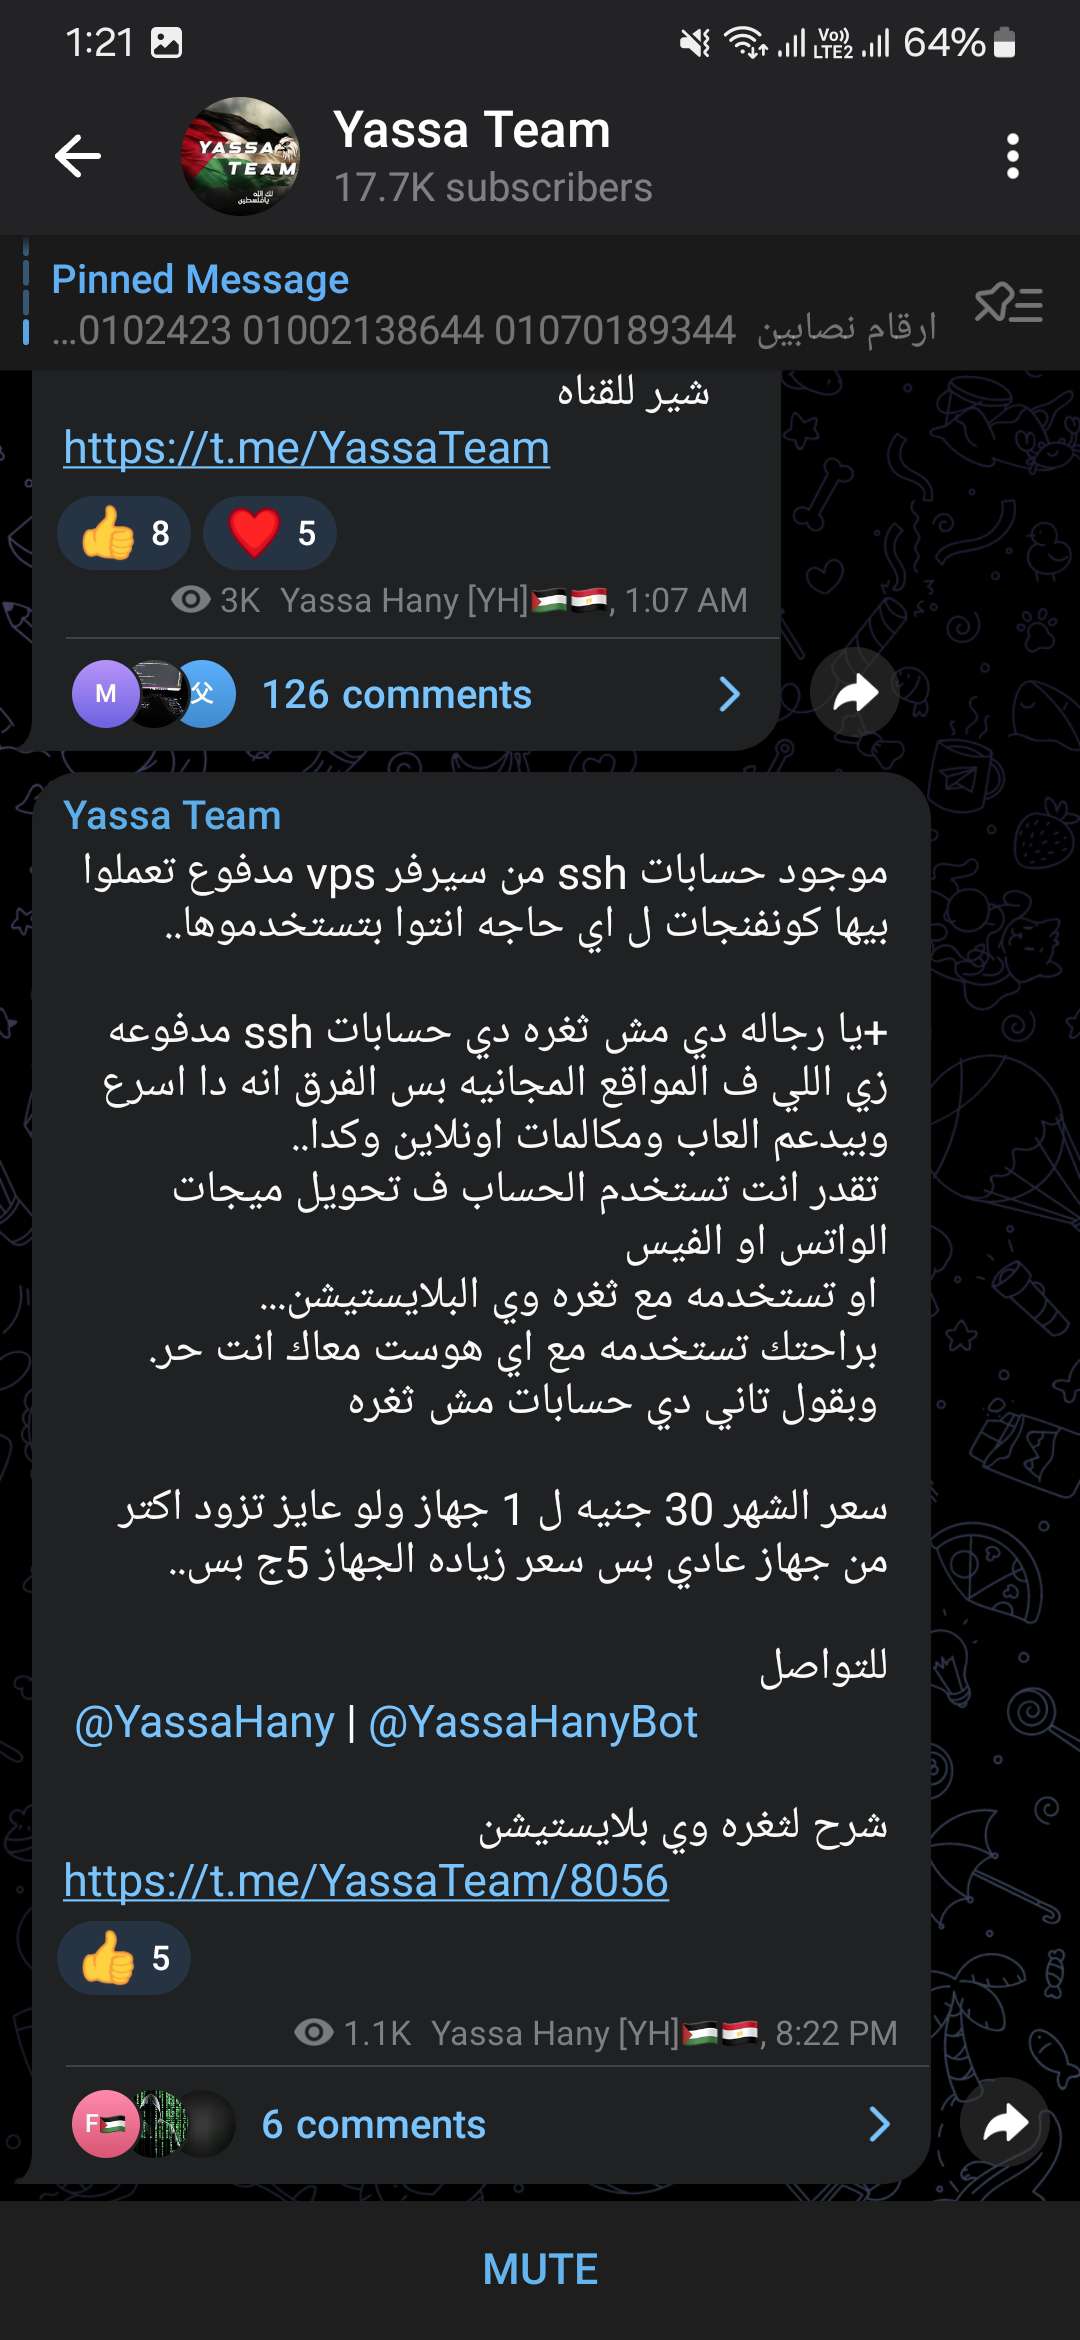 1:21
Vo))
LTE2
64%
YASSA
TEAM
Yassa Team
17.7K subscribers
Pinned Message
ارقام نصابين 01070189344 01002138644 0102423...
شير للقناه
https://t.me/YassaTeam
8
5
3K Yassa Hany [YH]🇵🇸🇪🇬, 1:07 AM
M
父
126 comments
Yassa Team
موجود حسابات ssh من سيرفر vps مدفوع تعملوا
بيها كونفنجات ل اي حاجه انتوا بتستخدموها..
+يا رجاله دي مش ثغره دي حسابات ssh مدفوعه
زي اللي ف المواقع المجانيه بس الفرق انه دا اسرع
وبيدعم العاب ومكالمات اونلاين وكدا..
تقدر انت تستخدم الحساب ف تحويل ميجات
الواتس او الفيس
او تستخدمه مع ثغره وي البلايستيشن...
براحتك تستخدمه مع اي هوست معاك انت حر.
وبقول تاني دي حسابات مش ثغره
سعر الشهر 30 جنيه ل 1 جهاز ولو عايز تزود اكتر
من جهاز عادي بس سعر زياده الجهاز 5ج بس..
للتواصل
@YassaHany | @YassaHanyBot
شرح لثغره وي بلايستيشن
https://t.me/YassaTeam/8056
5
1.1K Yassa Hany [YH]🇵🇸🇪🇬, 8:22 PM
F🇵🇸
6 comments
MUTE